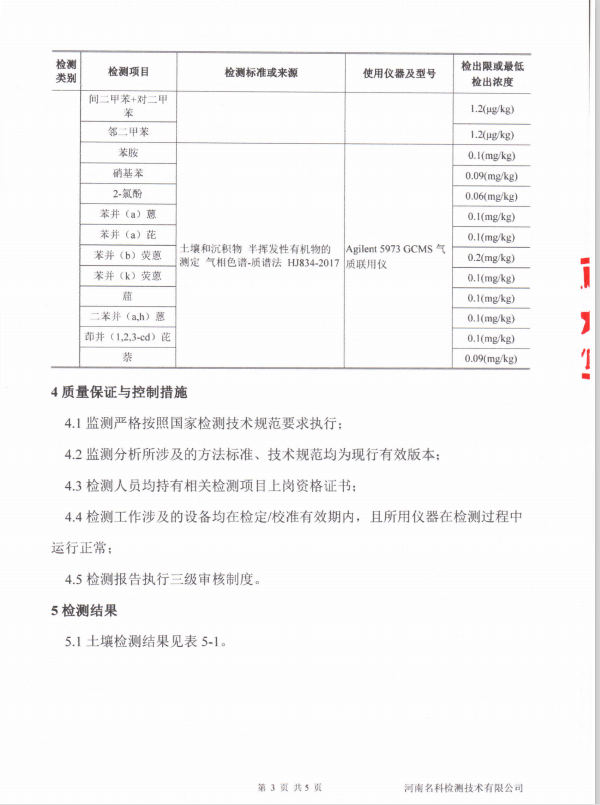 检测
类别
检测项目
检测标准或来源
使用仪器及型号
检出限或最低
检出浓度
间二甲苯+对二甲
苯
1.2(μg/kg)
邻二甲苯
1.2(μg/kg)
苯胺
0.1(mg/kg)
硝基苯
0.09(mg/kg)
2-氯酚
0.06(mg/kg)
苯并（a）蒽
0.1(mg/kg)
苯并（a）芘
0.1(mg/kg)
苯并（b）荧蒽
0.2(mg/kg)
苯并（k）荧蒽
0.1(mg/kg)
䓛
0.1(mg/kg)
二苯并（a,h）蒽
0.1(mg/kg)
茚并（1,2,3-cd）芘
0.1(mg/kg)
萘
0.09(mg/kg)
土壤和沉积物 半挥发性有机物的
测定 气相色谱-质谱法 HJ834-2017
Agilent 5973 GCMS 气
质联用仪
4 质量保证与控制措施
4.1 监测严格按照国家检测技术规范要求执行；
4.2 监测分析所涉及的方法标准、技术规范均为现行有效版本；
4.3 检测人员均持有相关检测项目上岗资格证书；
4.4 检测工作涉及的设备均在检定/校准有效期内，且所用仪器在检测过程中
运行正常；
4.5 检测报告执行三级审核制度。
5 检测结果
5.1 土壤检测结果见表 5-1。
第 3 页 共 5 页
河南名科检测技术有限公司